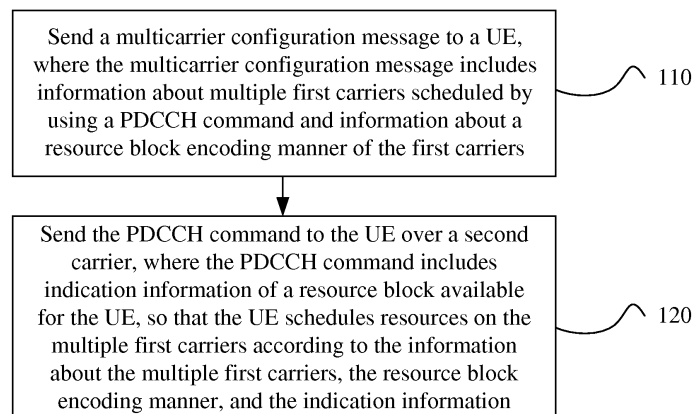 Send a multicarrier configuration message to a UE,
where the multicarrier configuration message includes
information about multiple first carriers scheduled by
using a PDCCH command and information about a
resource block encoding manner of the first carriers
110
Send the PDCCH command to the UE over a second
carrier, where the PDCCH command includes
indication information of a resource block available
for the UE, so that the UE schedules resources on the
multiple first carriers according to the information
about the multiple first carriers, the resource block
encoding manner, and the indication information
120